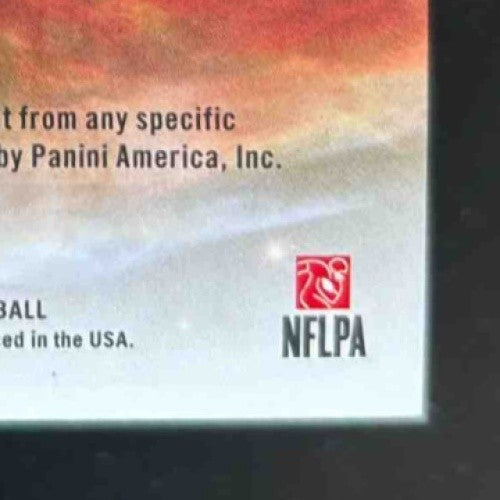 t from any specific
by Panini America, Inc.
BALL
ed in the USA.
NFLPA